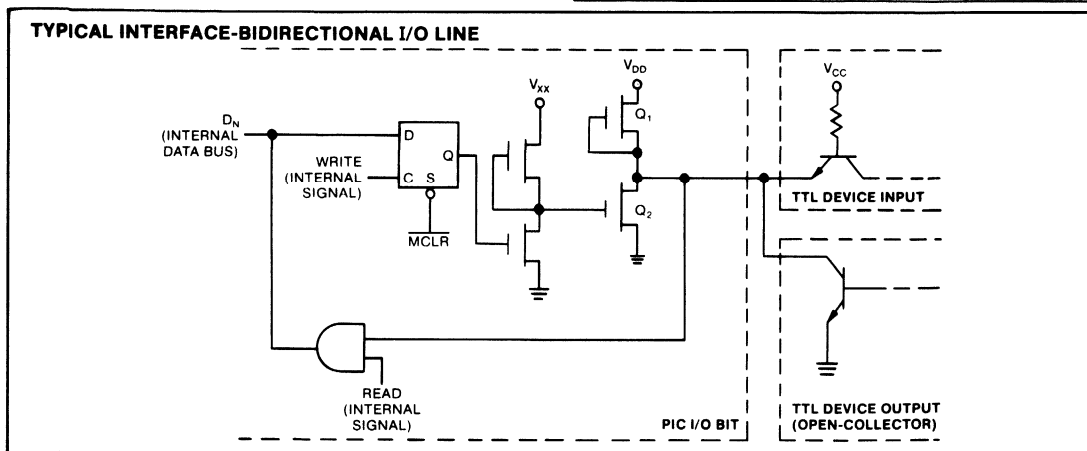 TYPICAL INTERFACE-BIDIRECTIONAL I/O LINE
DN
(INTERNAL
DATA BUS)
WRITE
(INTERNAL
SIGNAL)
D
Q
C S
MCLR
VXX
VDD
Q1
Q2
VCC
TTL DEVICE INPUT
READ
(INTERNAL
SIGNAL)
PIC I/O BIT
TTL DEVICE OUTPUT
(OPEN-COLLECTOR)